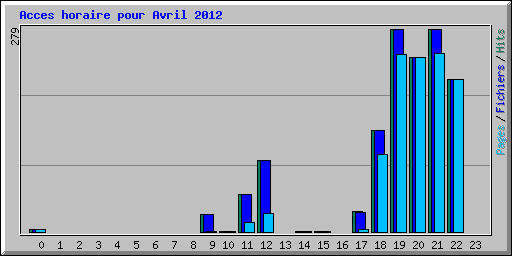 Acces horaire pour Avril 2012
279
Pages/Fichiers/Hits
0 1 2 3 4 5 6 7 8 9 10 11 12 13 14 15 16 17 18 19 20 21 22 23